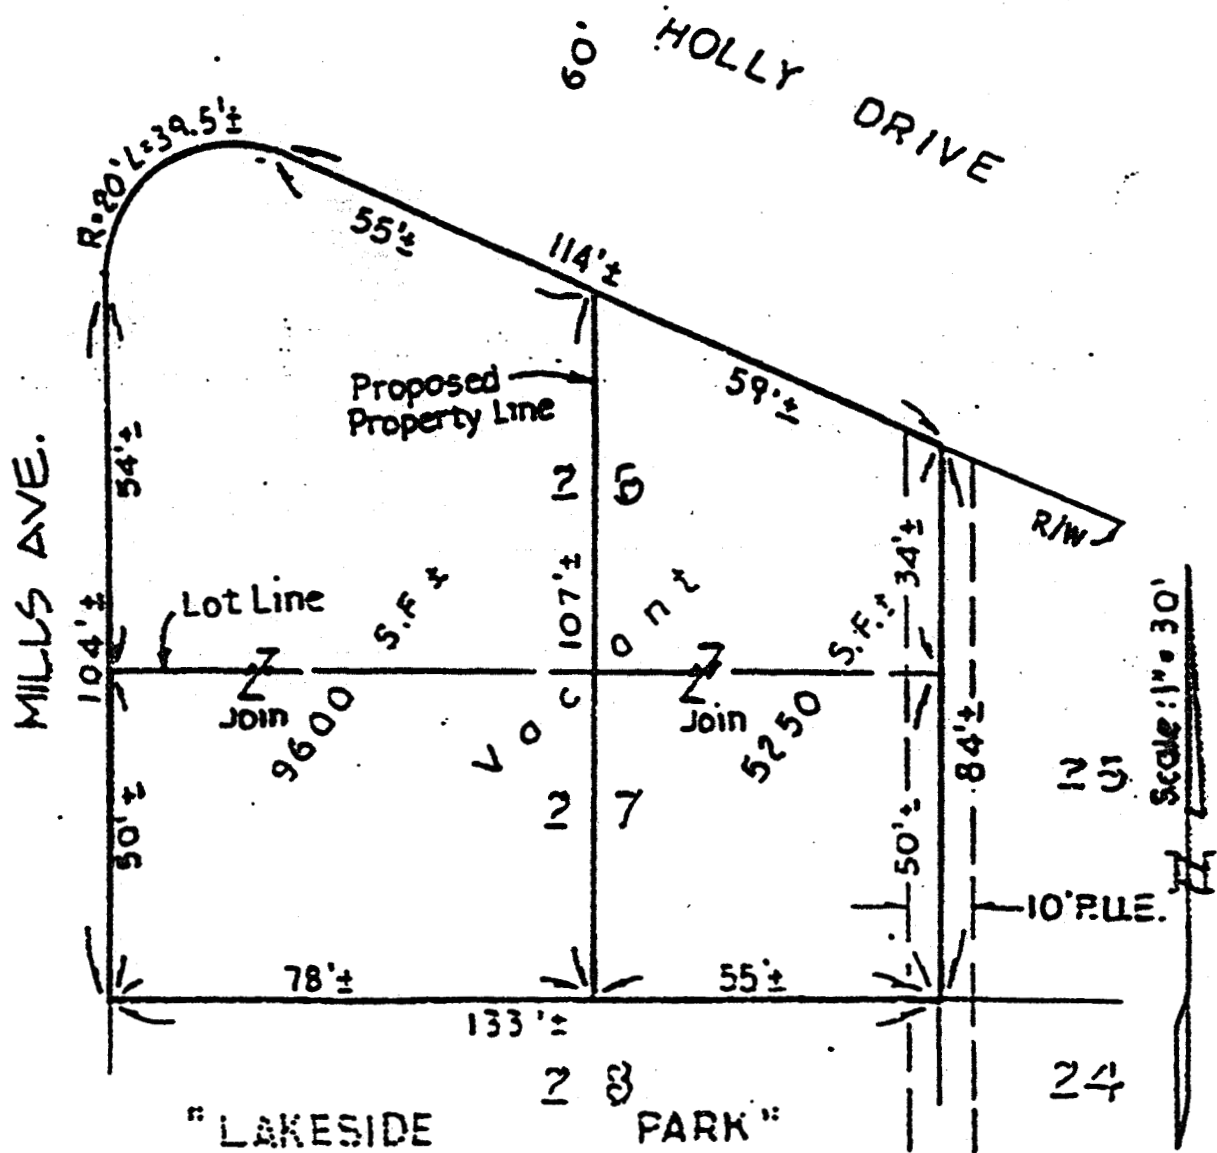 60'
HOLLY DRIVE
R=20' L=39.5'±
55'±
114'±
59'±
Proposed
Property Line
MILLS AVE.
54'±
104'±
50'±
26
107'±
34'±
R/W
Lot Line
Join
Join
9600 S.F.±
Vacant
5250 S.F.±
27
50'±
84'±
25
Scale: 1" = 30'
10' P.U.E.
78'±
55'±
133'±
28
24
"LAKESIDE PARK"